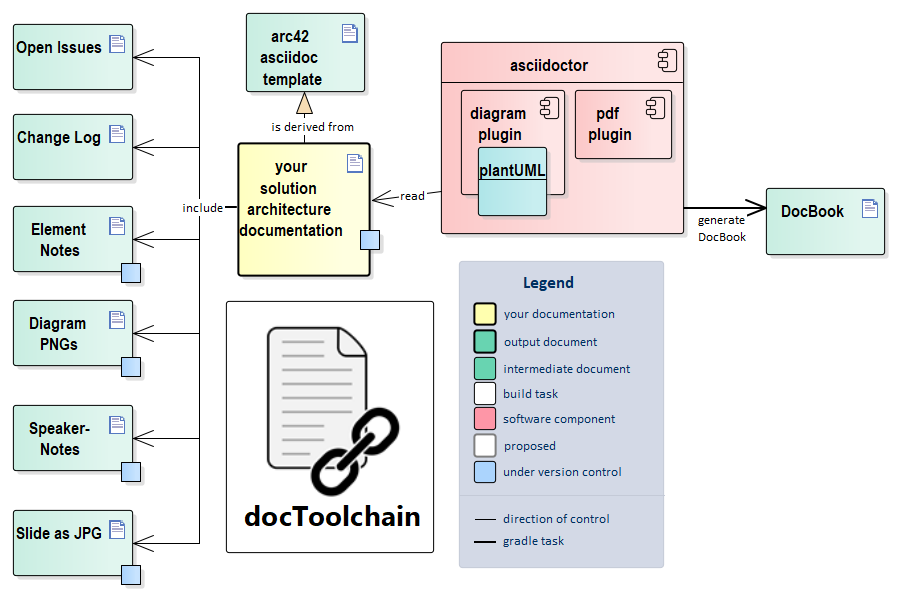 Open Issues
Change Log
Element
Notes
Diagram
PNGs
Speaker-
Notes
Slide as JPG
include
arc42
asciidoc
template
is derived from
your
solution
architecture
documentation
read
asciidoctor
diagram
plugin
plantUML
pdf
plugin
generate
DocBook
DocBook
docToolchain
Legend
your documentation
output document
intermediate document
build task
software component
proposed
under version control
direction of control
gradle task